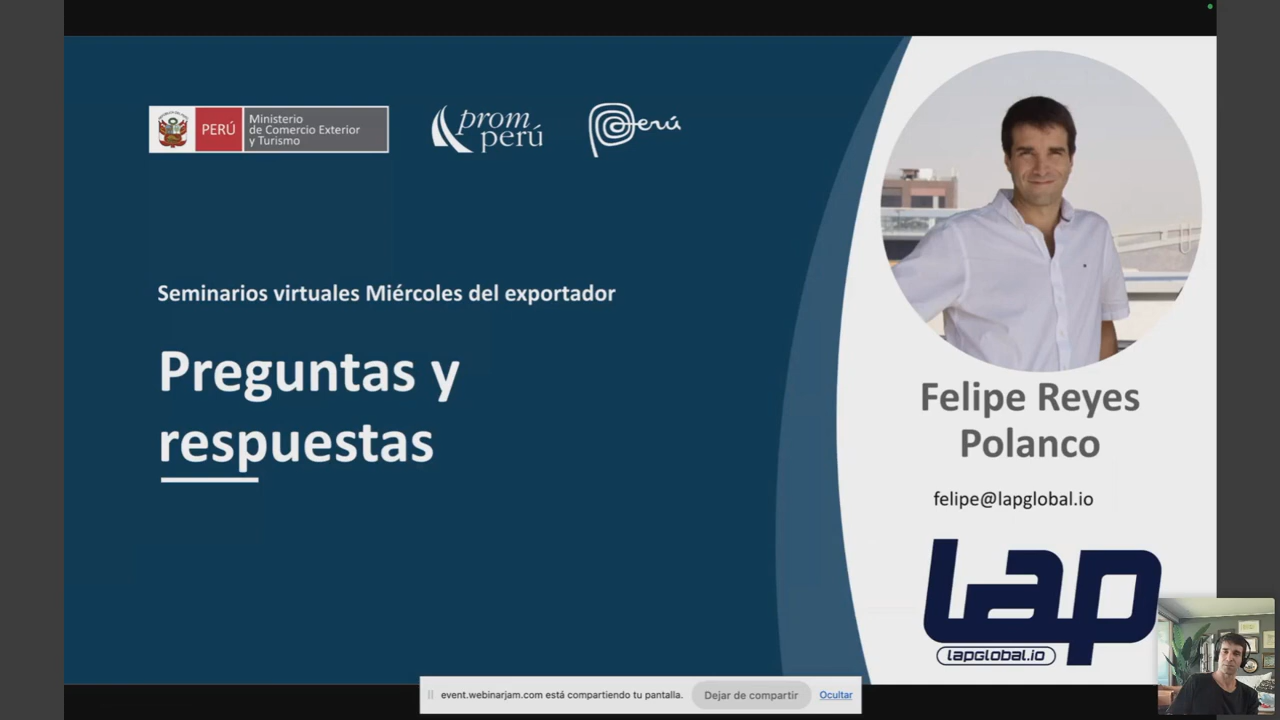 PERÚ
Ministerio
de Comercio Exterior
y Turismo
prom
perú
Perú
Seminarios virtuales Miércoles del exportador
Preguntas y
respuestas
Felipe Reyes
Polanco
felipe@lapglobal.io
Lap
lapglobal.io
event.webinarjam.com está compartiendo tu pantalla. Dejar de compartir Ocultar